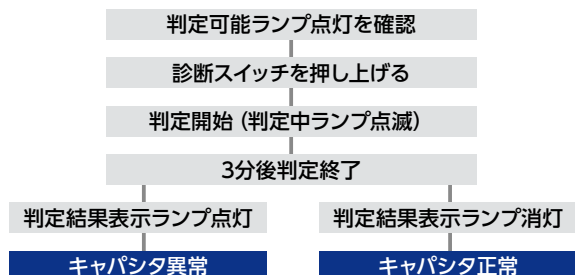 判定可能ランプ点灯を確認
診断スイッチを押し上げる
判定開始（判定中ランプ点滅）
3分後判定終了
判定結果表示ランプ点灯
判定結果表示ランプ消灯
キャパシタ異常
キャパシタ正常